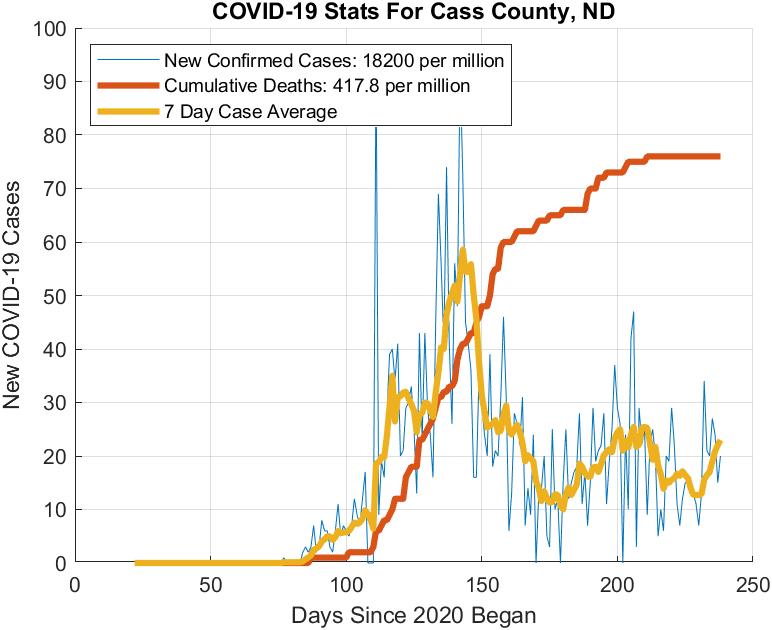 COVID-19 Stats For Cass County, ND
100
90
80
70
60
50
40
30
20
10
0
New COVID-19 Cases
New Confirmed Cases: 18200 per million
Cumulative Deaths: 417.8 per million
7 Day Case Average
0
50
100
150
200
250
Days Since 2020 Began